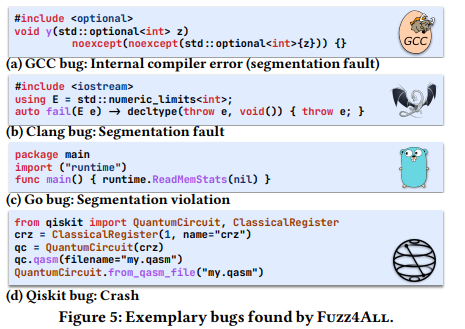 #include <optional>
void y(std::optional<int> z)
noexcept(noexcept(std::optional<int>{z})) {}
GCC
(a) GCC bug: Internal compiler error (segmentation fault)
#include <iostream>
using E = std::numeric_limits<int>;
auto fail(E e) → decltype(throw e, void()) { throw e; }
(b) Clang bug: Segmentation fault
package main
import ("runtime")
func main() { runtime.ReadMemStats(nil) }
(c) Go bug: Segmentation violation
from qiskit import QuantumCircuit, ClassicalRegister
crz = ClassicalRegister(1, name="crz")
qc = QuantumCircuit(crz)
qc.qasm(filename="my.qasm")
QuantumCircuit.from_qasm_file("my.qasm")
(d) Qiskit bug: Crash
Figure 5: Exemplary bugs found by FUZZ4ALL.